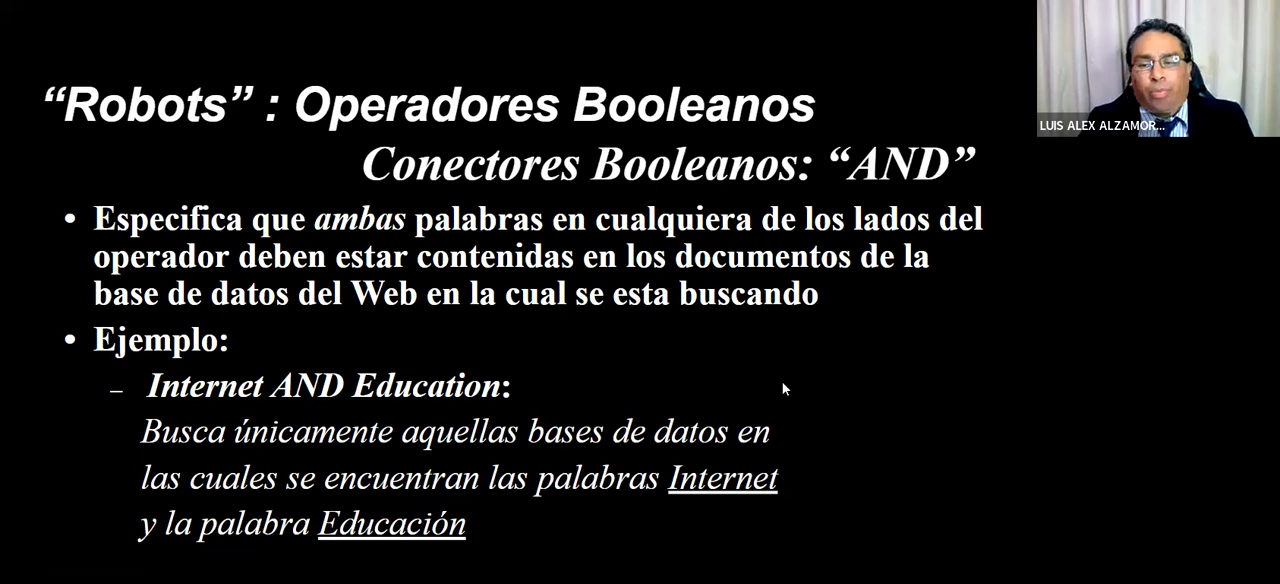 “Robots” : Operadores Booleanos
Conectores Booleanos: “AND”
• Especifica que ambas palabras en cualquiera de los lados del
operador deben estar contenidas en los documentos de la
base de datos del Web en la cual se esta buscando
• Ejemplo:
– Internet AND Education:
Busca únicamente aquellas bases de datos en
las cuales se encuentran las palabras Internet
y la palabra Educación
LUIS ALEX ALZAMOR...